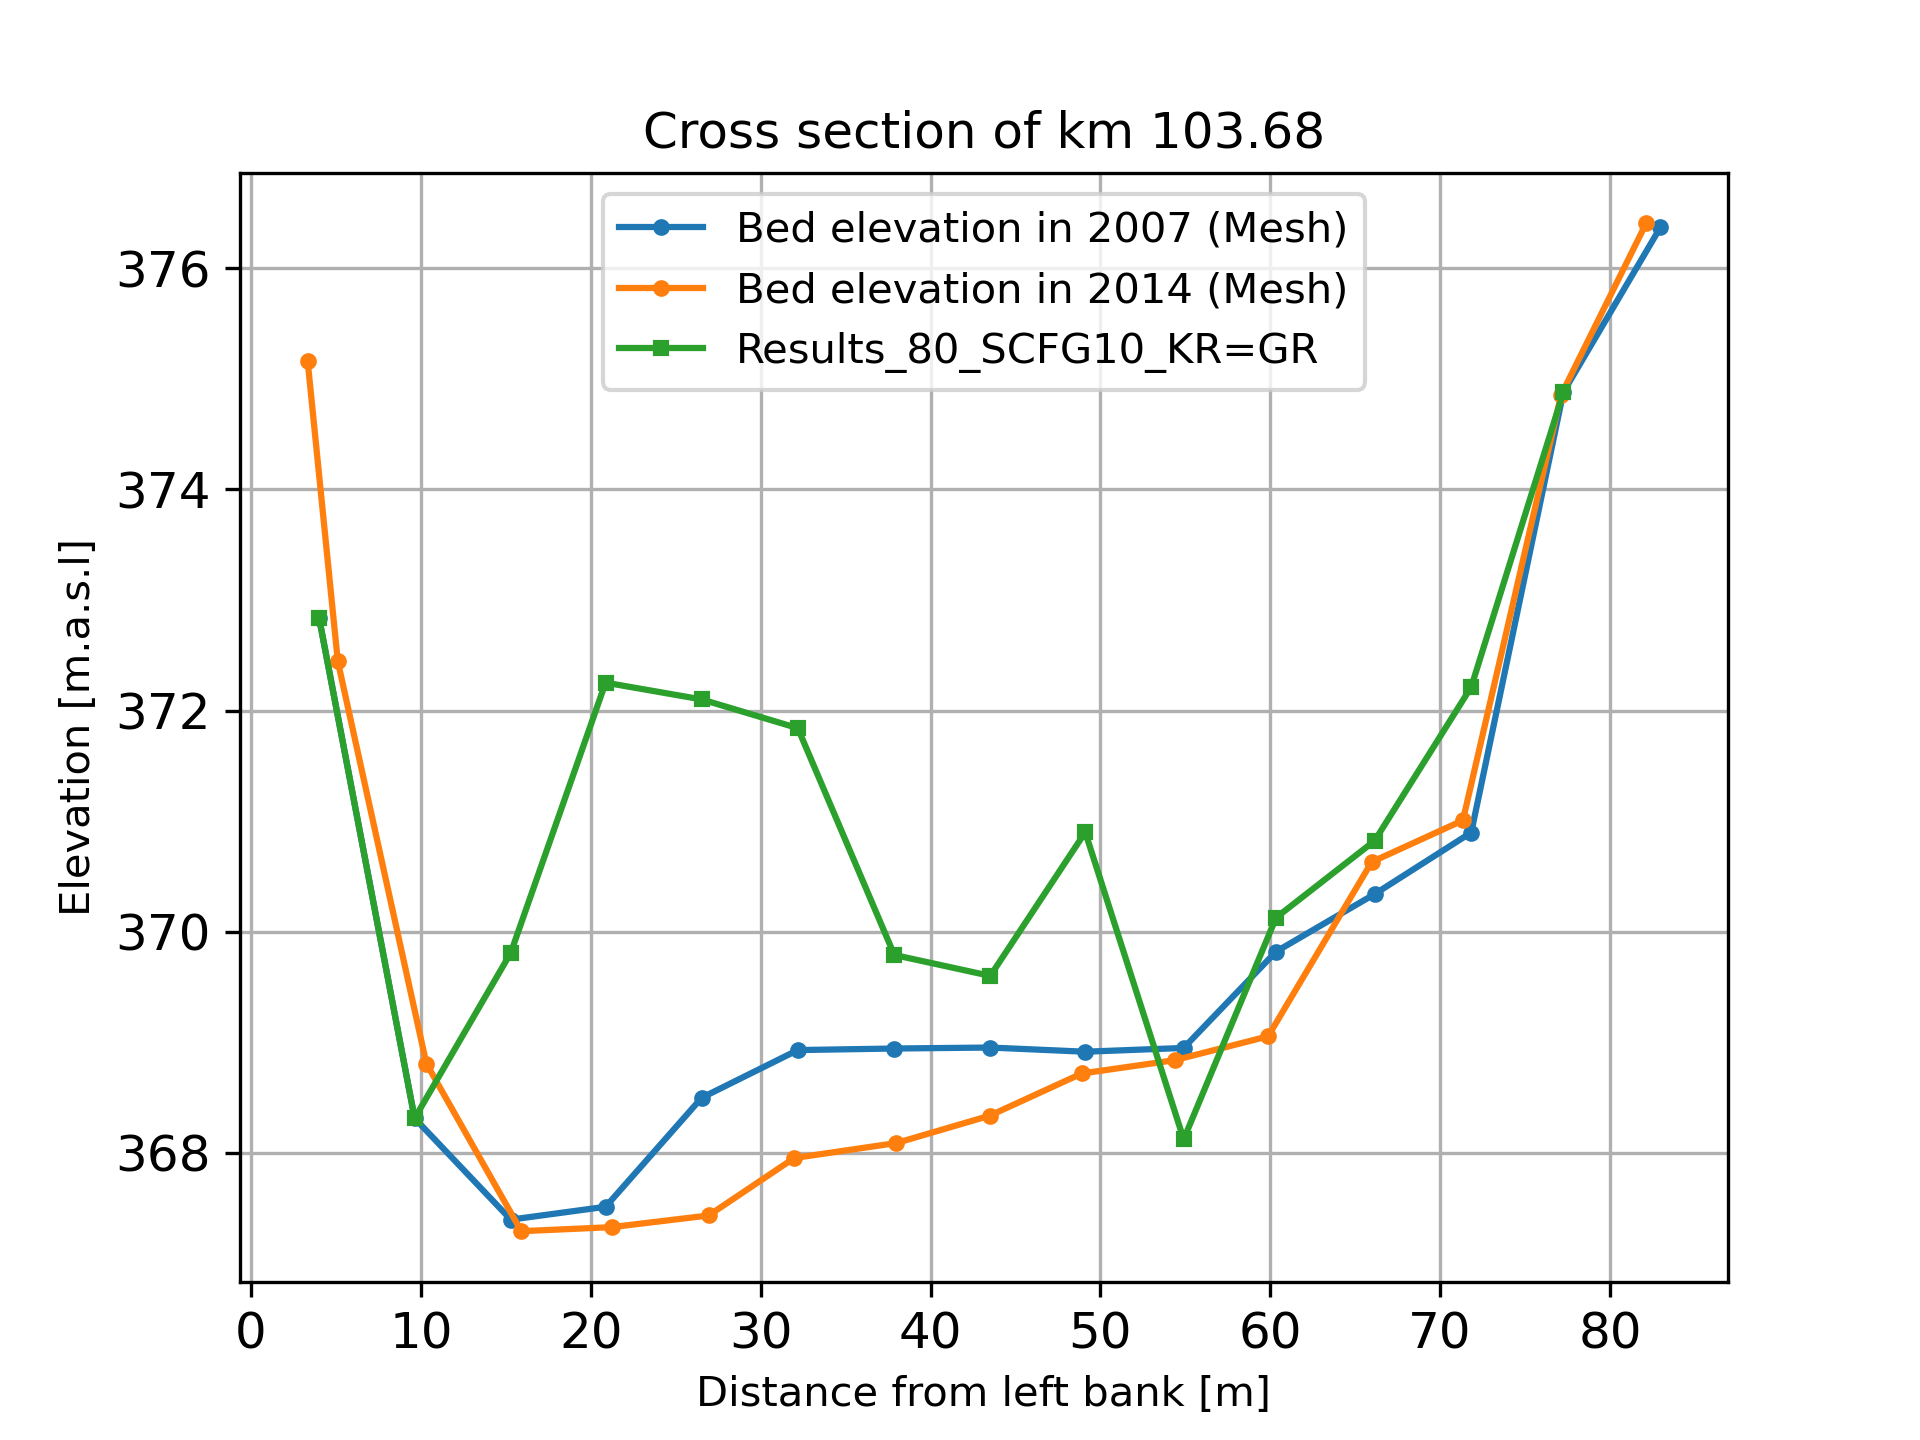 Cross section of km 103.68
Bed elevation in 2007 (Mesh)
Bed elevation in 2014 (Mesh)
Results_80_SCFG10_KR=GR
Elevation [m.a.s.l]
376
374
372
370
368
0 10 20 30 40 50 60 70 80
Distance from left bank [m]